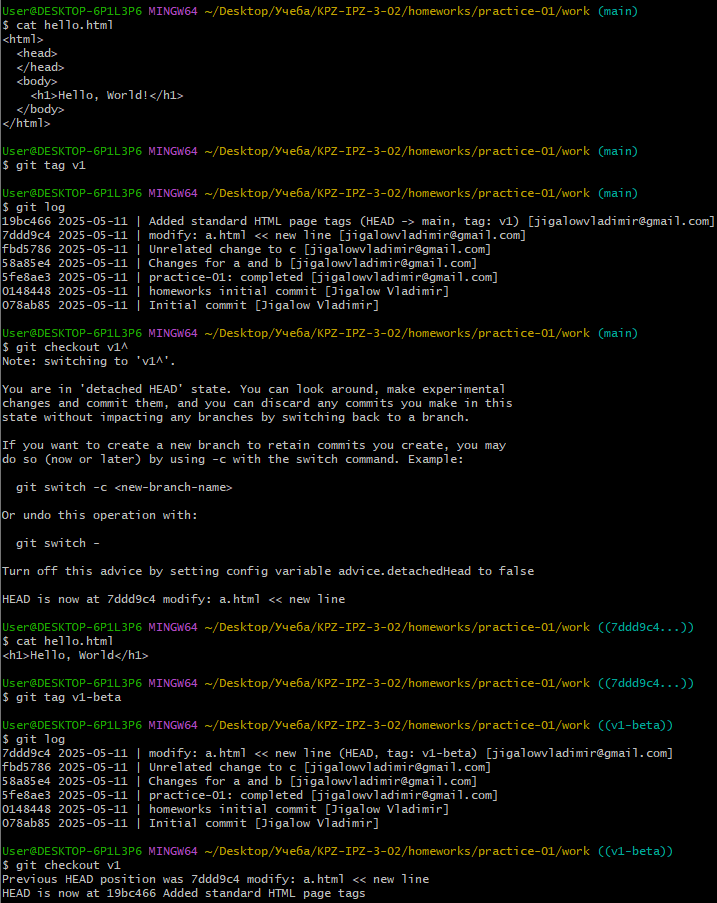 User@DESKTOP-6P1L3P6 MINGW64 ~/Desktop/Учеба/KPZ-IPZ-3-02/homeworks/practice-01/work (main)
$ cat hello.html
<html>
  <head>
  </head>
  <body>
    <h1>Hello, World!</h1>
  </body>
</html>

User@DESKTOP-6P1L3P6 MINGW64 ~/Desktop/Учеба/KPZ-IPZ-3-02/homeworks/practice-01/work (main)
$ git tag v1

User@DESKTOP-6P1L3P6 MINGW64 ~/Desktop/Учеба/KPZ-IPZ-3-02/homeworks/practice-01/work (main)
$ git log
19bc466 2025-05-11 | Added standard HTML page tags (HEAD -> main, tag: v1) [jigalowvladimir@gmail.com]
7ddd9c4 2025-05-11 | modify: a.html << new line [jigalowvladimir@gmail.com]
fbd5786 2025-05-11 | Unrelated change to c [jigalowvladimir@gmail.com]
58a85e4 2025-05-11 | Changes for a and b [jigalowvladimir@gmail.com]
5fe8ae3 2025-05-11 | practice-01: completed [jigalowvladimir@gmail.com]
0148448 2025-05-11 | homeworks initial commit [Jigalow Vladimir]
078ab85 2025-05-11 | Initial commit [Jigalow Vladimir]

User@DESKTOP-6P1L3P6 MINGW64 ~/Desktop/Учеба/KPZ-IPZ-3-02/homeworks/practice-01/work (main)
$ git checkout v1^
Note: switching to 'v1^'.

You are in 'detached HEAD' state. You can look around, make experimental
changes and commit them, and you can discard any commits you make in this
state without impacting any branches by switching back to a branch.

If you want to create a new branch to retain commits you create, you may
do so (now or later) by using -c with the switch command. Example:

  git switch -c <new-branch-name>

Or undo this operation with:

  git switch -

Turn off this advice by setting config variable advice.detachedHead to false

HEAD is now at 7ddd9c4 modify: a.html << new line

User@DESKTOP-6P1L3P6 MINGW64 ~/Desktop/Учеба/KPZ-IPZ-3-02/homeworks/practice-01/work ((7ddd9c4...))
$ cat hello.html
<h1>Hello, World</h1>

User@DESKTOP-6P1L3P6 MINGW64 ~/Desktop/Учеба/KPZ-IPZ-3-02/homeworks/practice-01/work ((7ddd9c4...))
$ git tag v1-beta

User@DESKTOP-6P1L3P6 MINGW64 ~/Desktop/Учеба/KPZ-IPZ-3-02/homeworks/practice-01/work ((v1-beta))
$ git log
7ddd9c4 2025-05-11 | modify: a.html << new line (HEAD, tag: v1-beta) [jigalowvladimir@gmail.com]
fbd5786 2025-05-11 | Unrelated change to c [jigalowvladimir@gmail.com]
58a85e4 2025-05-11 | Changes for a and b [jigalowvladimir@gmail.com]
5fe8ae3 2025-05-11 | practice-01: completed [jigalowvladimir@gmail.com]
0148448 2025-05-11 | homeworks initial commit [Jigalow Vladimir]
078ab85 2025-05-11 | Initial commit [Jigalow Vladimir]

User@DESKTOP-6P1L3P6 MINGW64 ~/Desktop/Учеба/KPZ-IPZ-3-02/homeworks/practice-01/work ((v1-beta))
$ git checkout v1
Previous HEAD position was 7ddd9c4 modify: a.html << new line
HEAD is now at 19bc466 Added standard HTML page tags